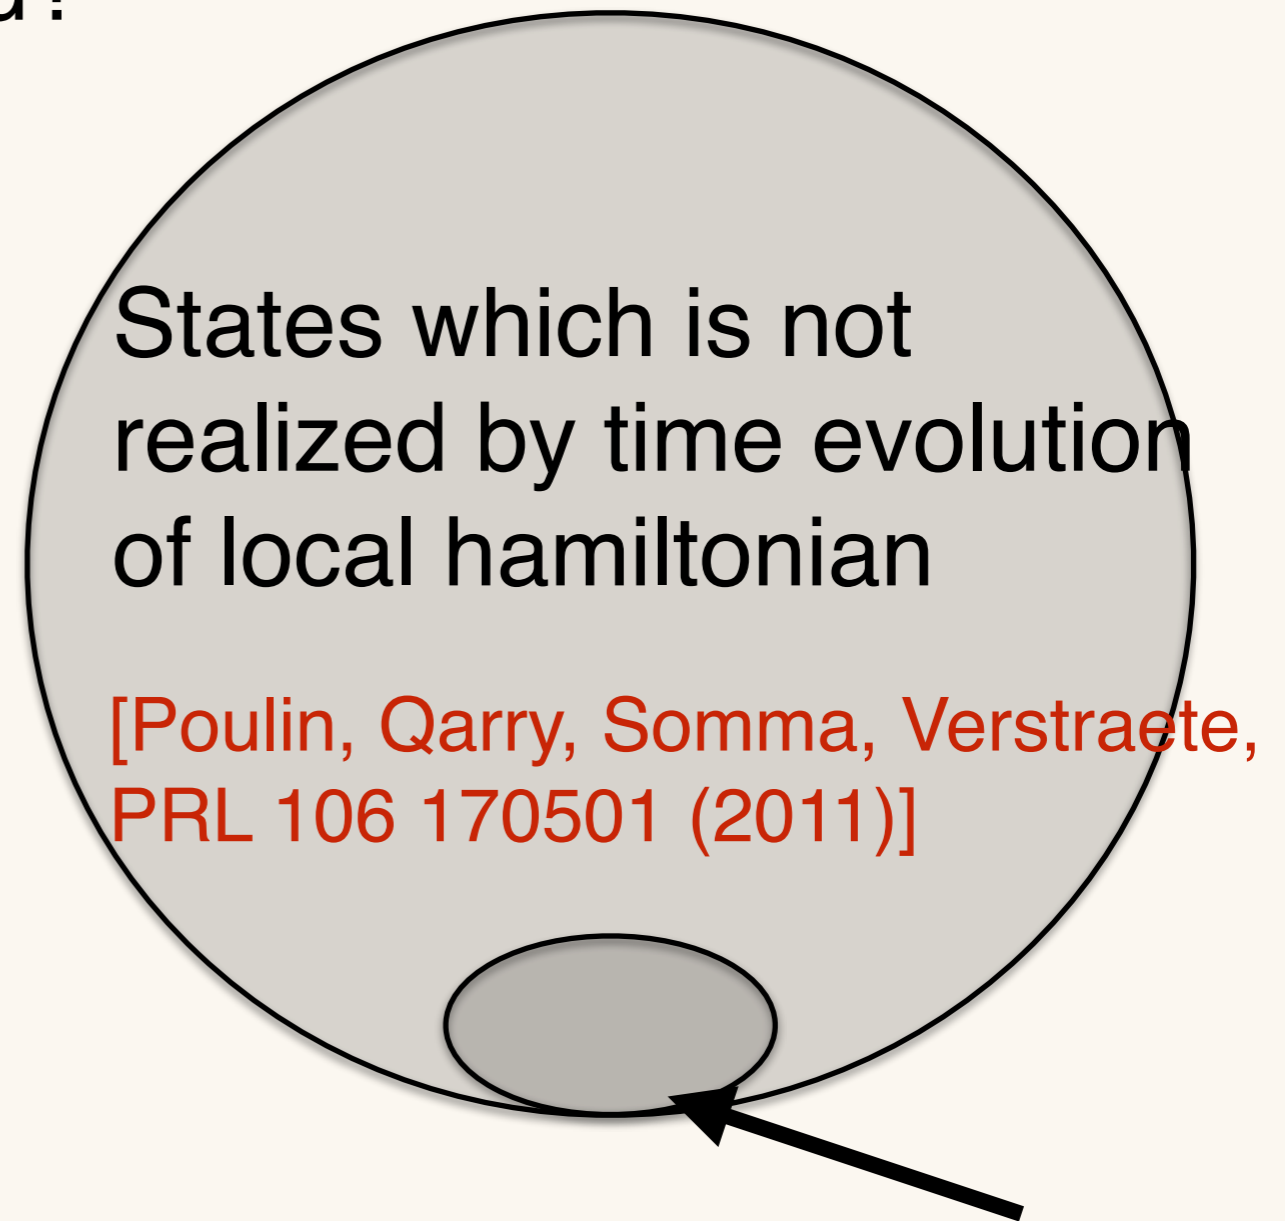 States which is not
realized by time evolution
of local hamiltonian
[Poulin, Qarry, Somma, Verstraete,
PRL 106 170501 (2011)]